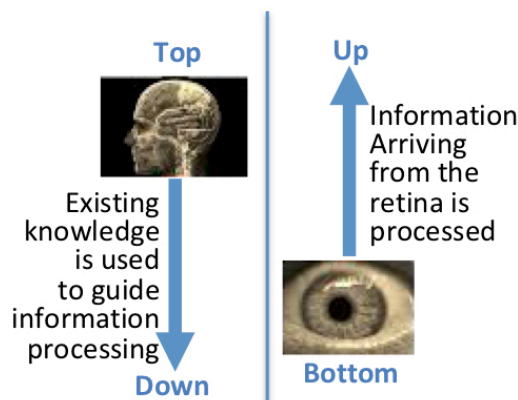 Top
Existing
knowledge
is used
to guide
information
processing
Down
Up
Information
Arriving
from the
retina is
processed
Bottom